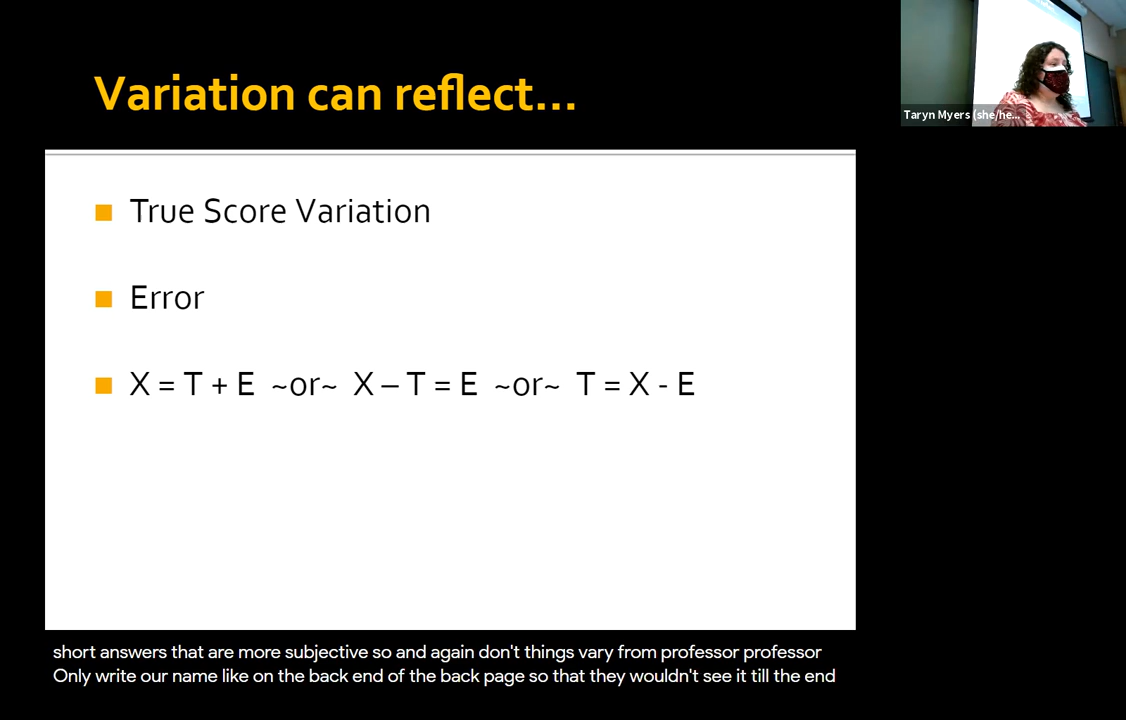 Variation can reflect…
True Score Variation
Error
X = T + E ~or~ X – T = E ~or~ T = X - E
Taryn Myers (she/he...
short answers that are more subjective so and again don't things vary from professor professor
Only write our name like on the back end of the back page so that they wouldn't see it till the end